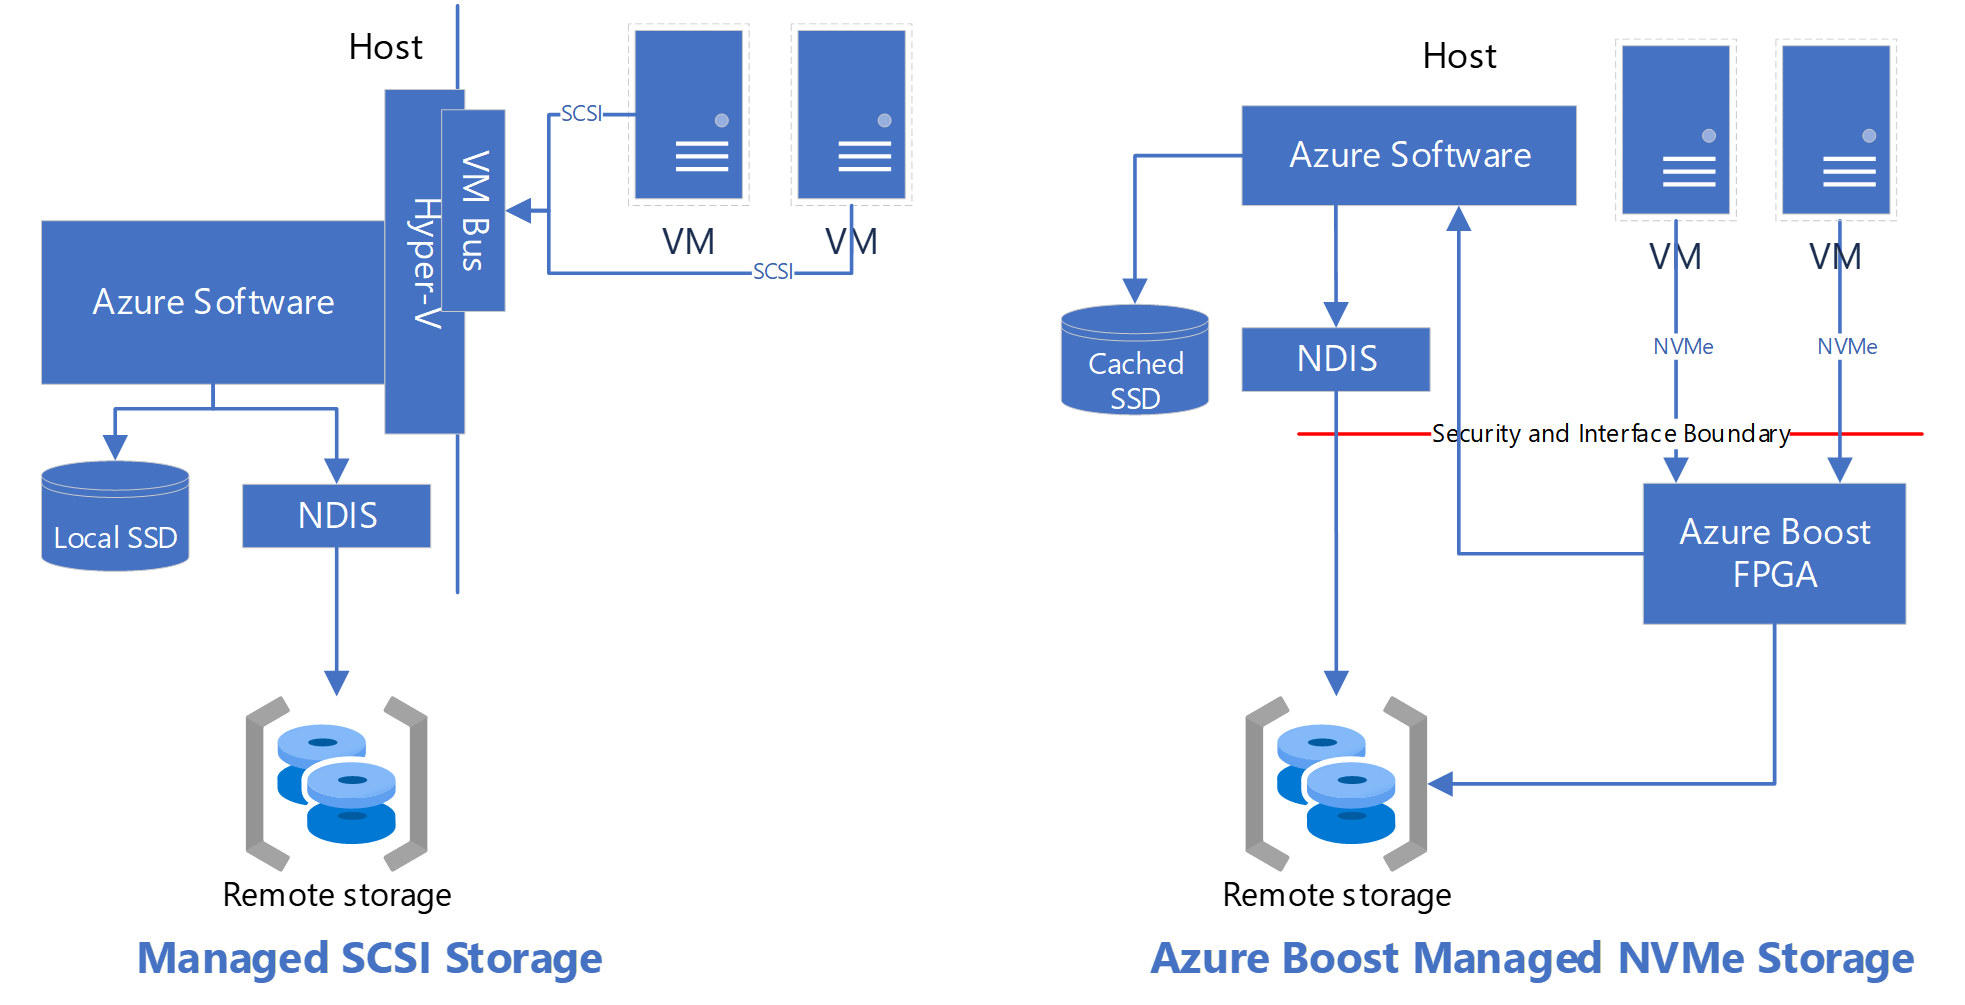 Host
SCSI
VM Bus
Hyper-V
VM
VM
SCSI
Azure Software
Local SSD
NDIS
Remote storage
Managed SCSI Storage
Host
Azure Software
VM
VM
NVMe
NVMe
Cached
SSD
NDIS
Security and Interface Boundary
Azure Boost
FPGA
Remote storage
Azure Boost Managed NVMe Storage